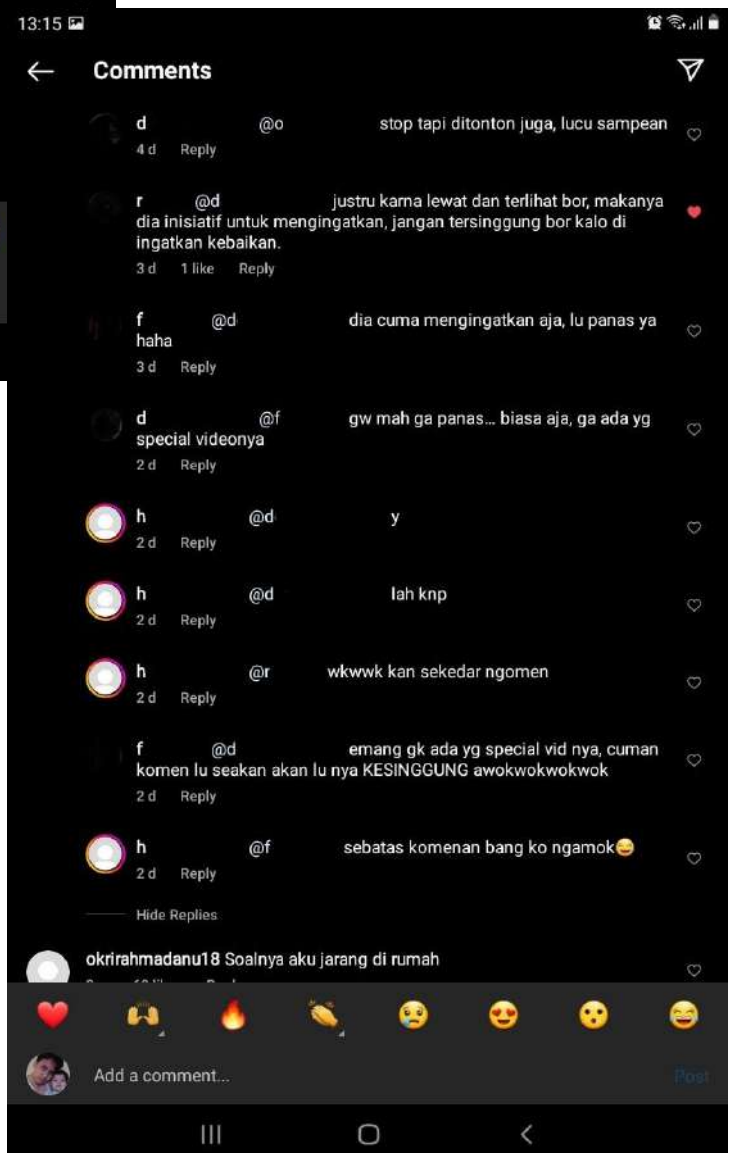 13:15
Comments
d @o stop tapi ditonton juga, lucu sampean
4 d Reply
r @d justru karna lewat dan terlihat bor, makanya
dia inisiatif untuk mengingatkan, jangan tersinggung bor kalo di
ingatkan kebaikan.
3 d 1 like Reply
f @d dia cuma mengingatkan aja, lu panas ya
haha
3 d Reply
d @f gw mah ga panas... biasa aja, ga ada yg
special videonya
2 d Reply
h @d y
2 d Reply
h @d lah knp
2 d Reply
h @r wkwwk kan sekedar ngomen
2 d Reply
f @d emang gk ada yg special vid nya, cuman
komen lu seakan akan lu nya KESINGGUNG awokwokwokwok
2 d Reply
h @f sebatas komenan bang ko ngamok😂
2 d Reply
Hide Replies
okrirahmadanu18 Soalnya aku jarang di rumah
Add a comment... Post